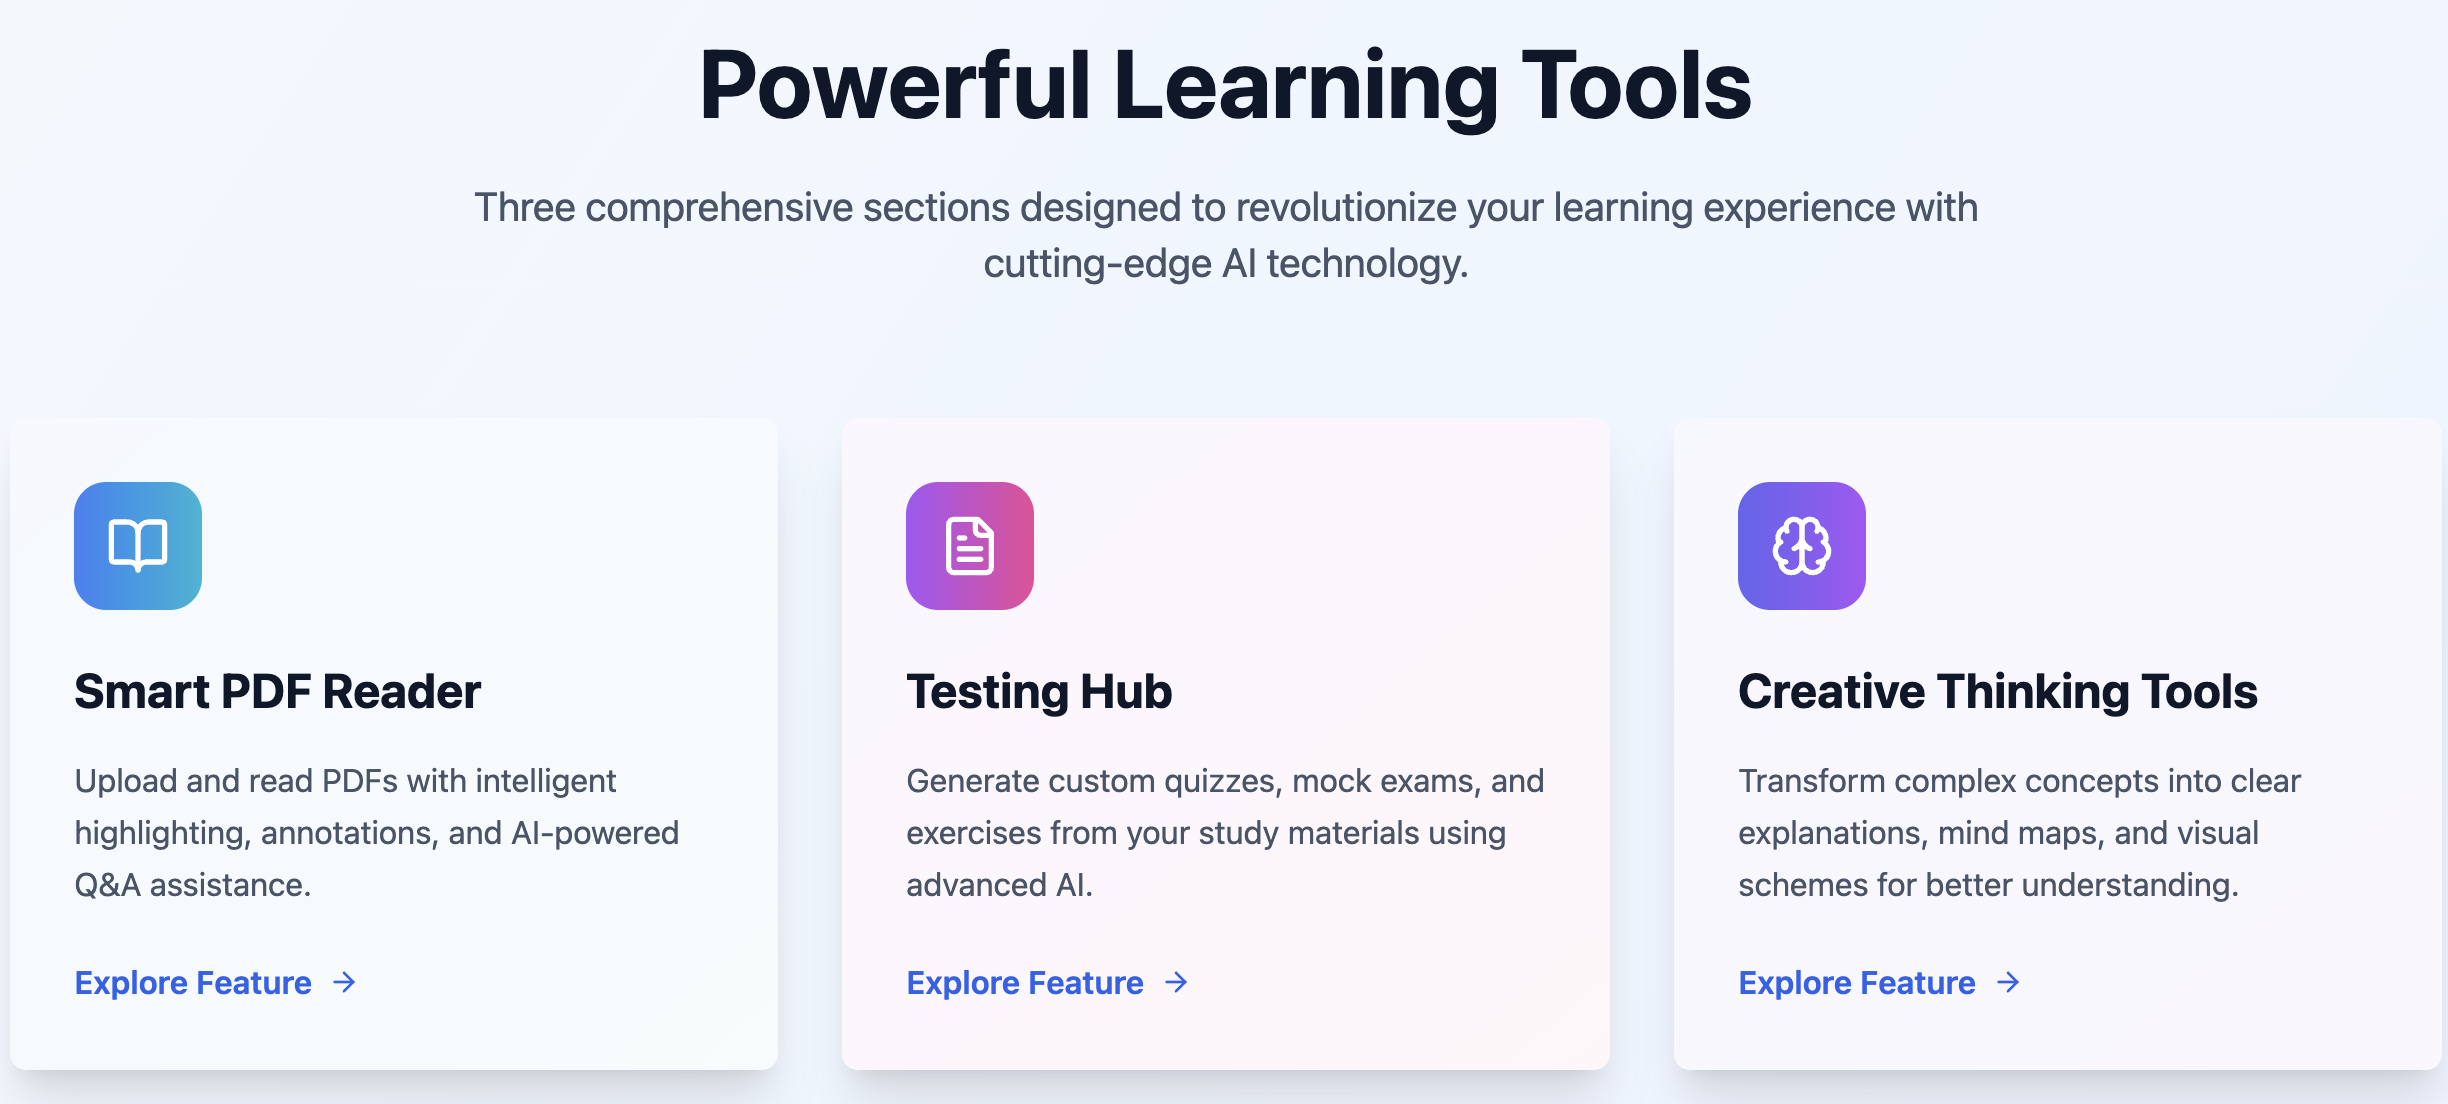 Powerful Learning Tools
Three comprehensive sections designed to revolutionize your learning experience with
cutting-edge AI technology.
Smart PDF Reader
Upload and read PDFs with intelligent
highlighting, annotations, and AI-powered
Q&A assistance.
Explore Feature →
Testing Hub
Generate custom quizzes, mock exams, and
exercises from your study materials using
advanced AI.
Explore Feature →
Creative Thinking Tools
Transform complex concepts into clear
explanations, mind maps, and visual
schemes for better understanding.
Explore Feature →